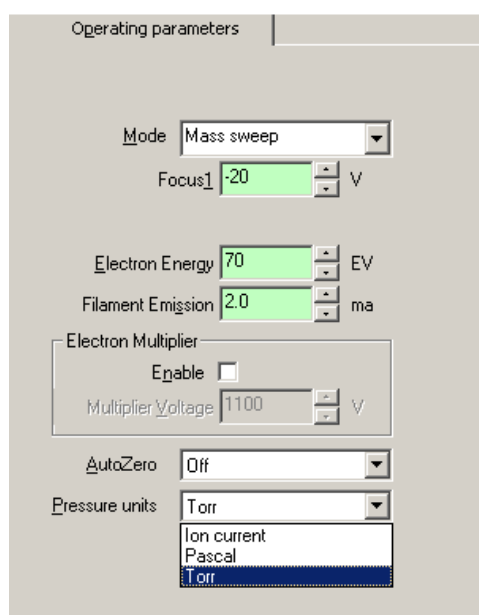 Operating parameters
Mode Mass sweep
Focus1 -20 V
Electron Energy 70 EV
Filament Emission 2.0 ma
Electron Multiplier
Enable
Multiplier Voltage 1100 V
AutoZero Off
Pressure units Torr
Ion current
Pascal
Torr